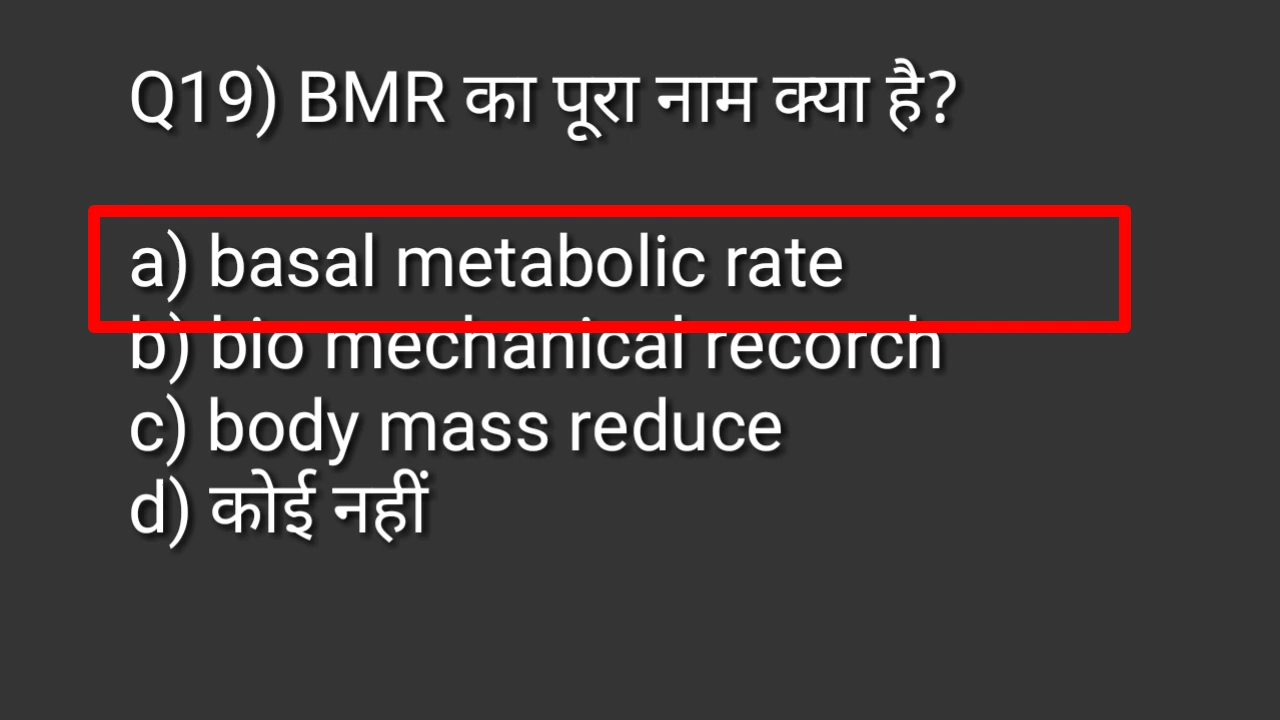 Q19) BMR का पूरा नाम क्या है?
a) basal metabolic rate
b) bio mechanical recorch
c) body mass reduce
d) कोई नहीं